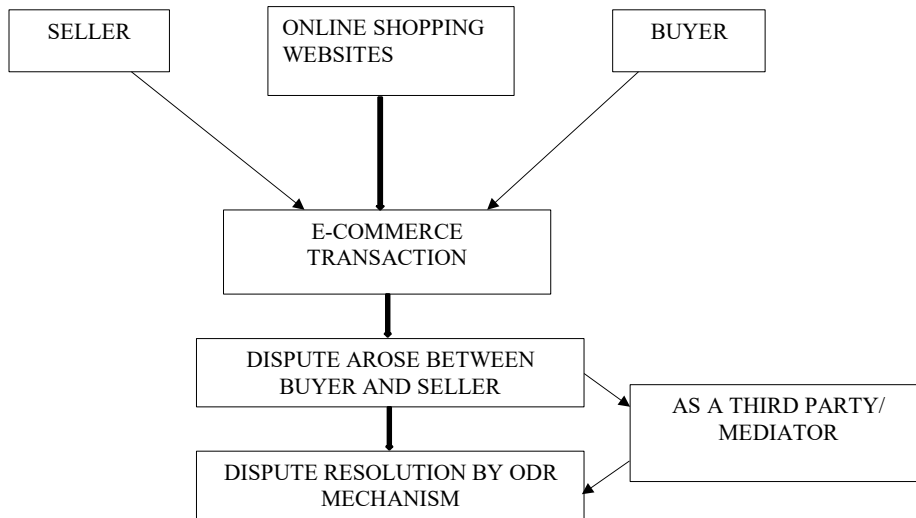 SELLER
ONLINE SHOPPING
WEBSITES
BUYER
E-COMMERCE
TRANSACTION
DISPUTE AROSE BETWEEN
BUYER AND SELLER
AS A THIRD PARTY/
MEDIATOR
DISPUTE RESOLUTION BY ODR
MECHANISM